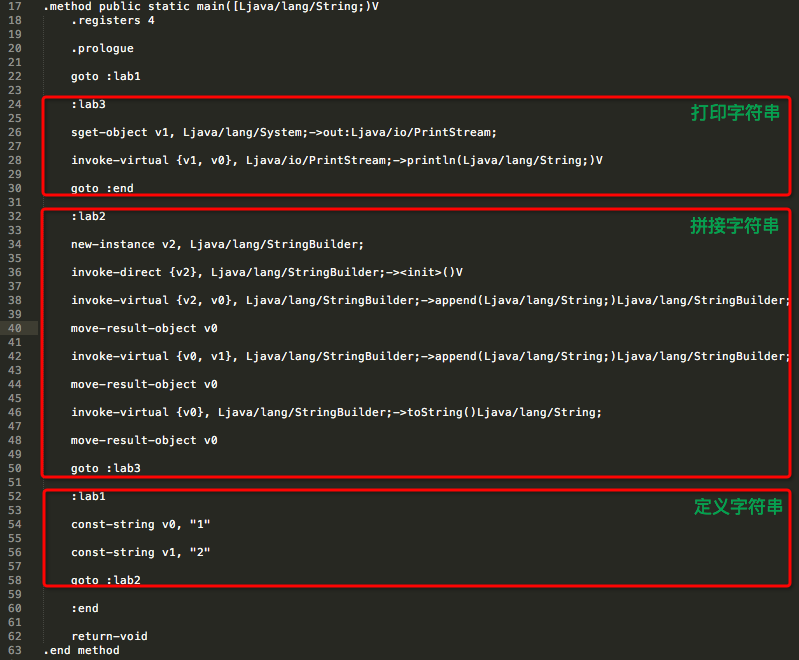 17 .method public static main([Ljava/lang/String;)V
18 .registers 4
19
20 .prologue
21
22 goto :lab1
23
24 :lab3
打印字符串
25
26 sget-object v1, Ljava/lang/System;->out:Ljava/io/PrintStream;
27
28 invoke-virtual {v1, v0}, Ljava/io/PrintStream;->println(Ljava/lang/String;)V
29
30 goto :end
31
32 :lab2
拼接字符串
33
34 new-instance v2, Ljava/lang/StringBuilder;
35
36 invoke-direct {v2}, Ljava/lang/StringBuilder;-><init>()V
37
38 invoke-virtual {v2, v0}, Ljava/lang/StringBuilder;->append(Ljava/lang/String;)Ljava/lang/StringBuilder;
39
40 move-result-object v0
41
42 invoke-virtual {v0, v1}, Ljava/lang/StringBuilder;->append(Ljava/lang/String;)Ljava/lang/StringBuilder;
43
44 move-result-object v0
45
46 invoke-virtual {v0}, Ljava/lang/StringBuilder;->toString()Ljava/lang/String;
47
48 move-result-object v0
49
50 goto :lab3
51
52 :lab1
定义字符串
53
54 const-string v0, "1"
55
56 const-string v1, "2"
57
58 goto :lab2
59
60 :end
61
62 return-void
63 .end method